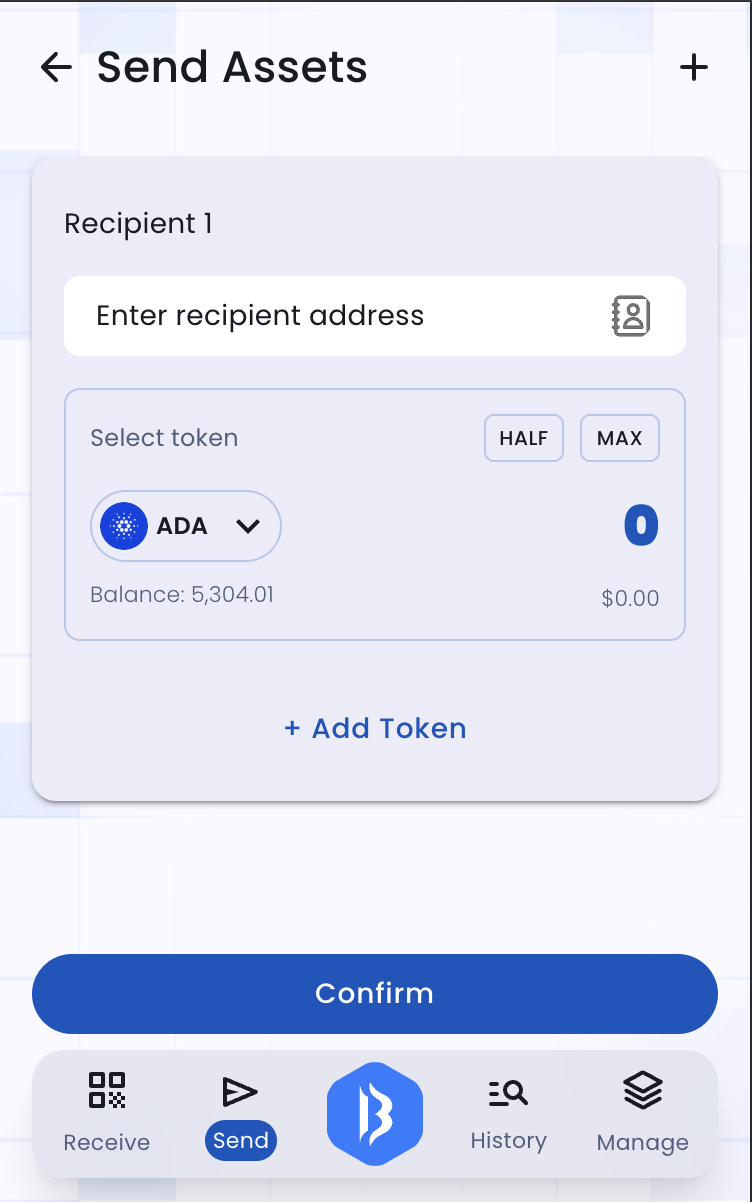 Send Assets
Recipient 1
Enter recipient address
Select token
HALF
MAX
ADA
0
Balance: 5,304.01
$0.00
+ Add Token
Confirm
Receive
Send
History
Manage